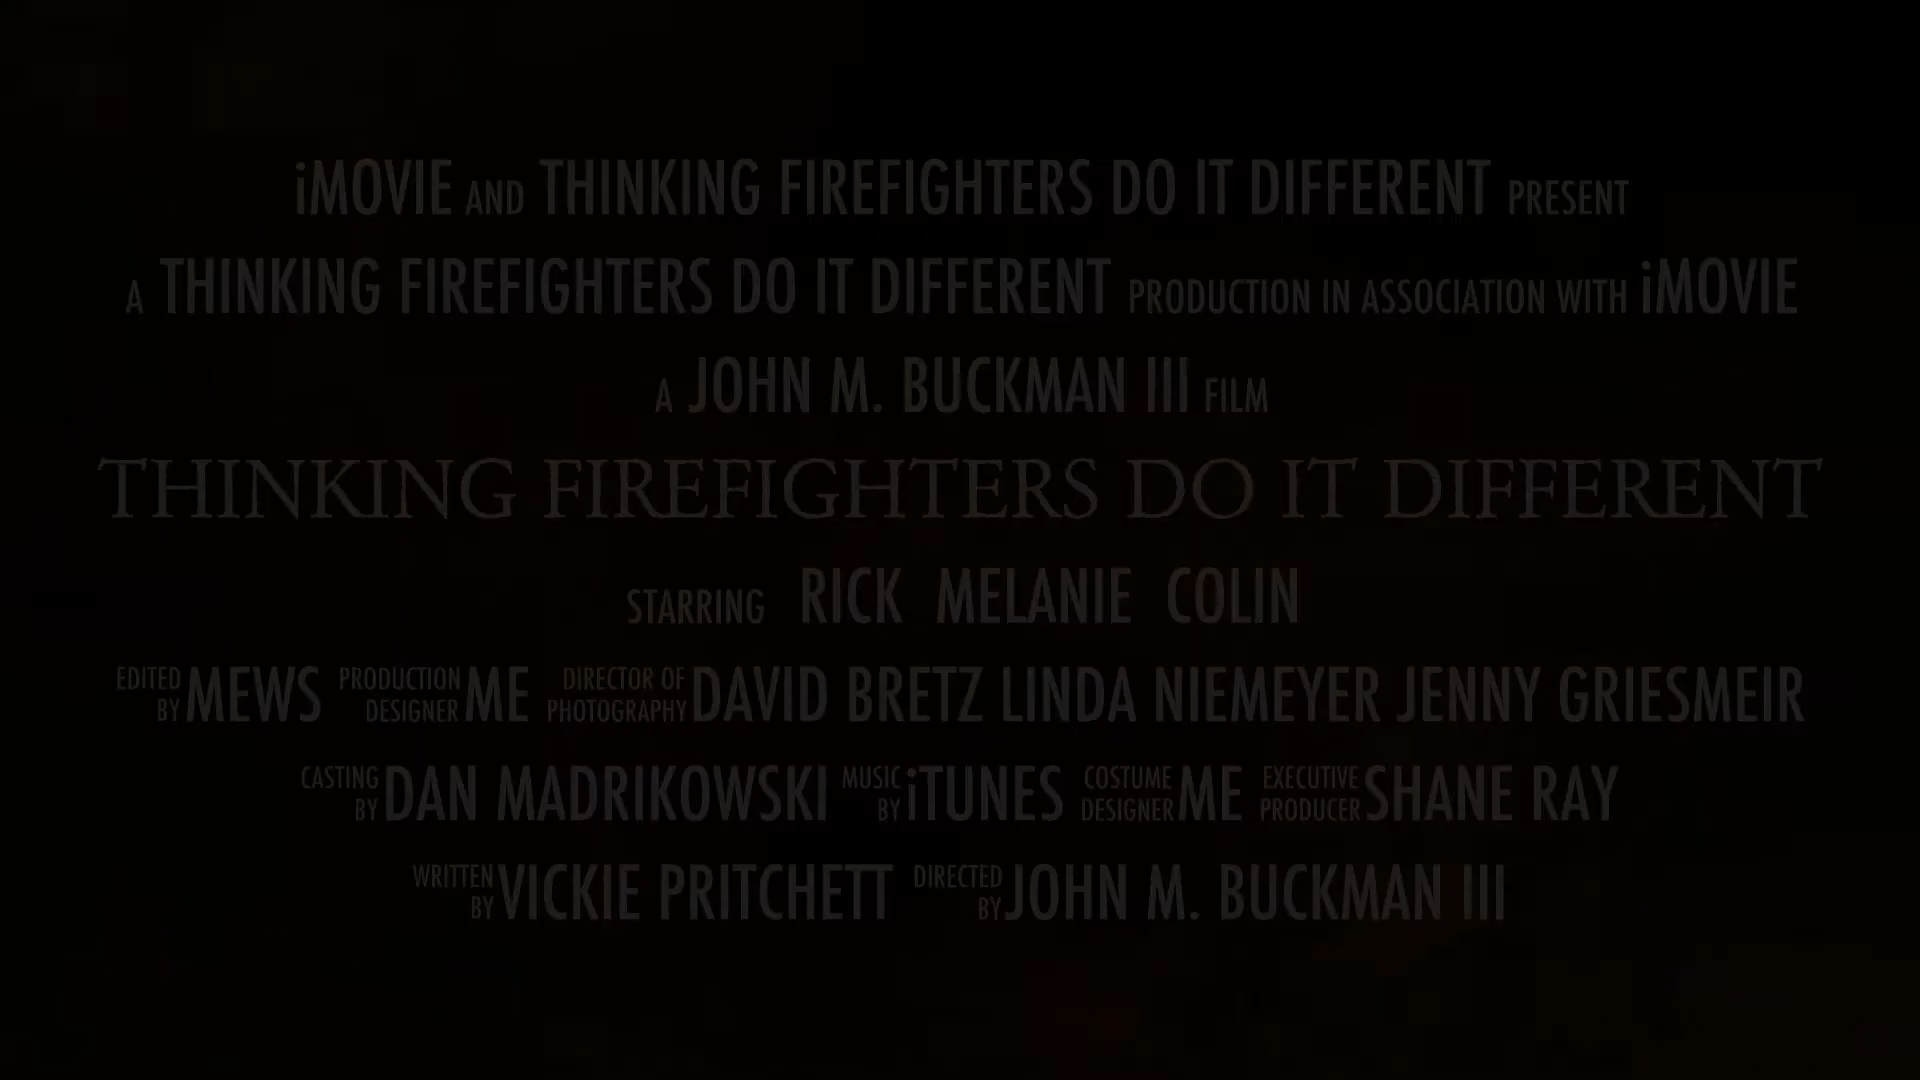 iMOVIE AND THINKING FIREFIGHTERS DO IT DIFFERENT PRESENT
A THINKING FIREFIGHTERS DO IT DIFFERENT PRODUCTION IN ASSOCIATION WITH iMOVIE
A JOHN M. BUCKMAN III FILM
THINKING FIREFIGHTERS DO IT DIFFERENT
STARRING RICK MELANIE COLIN
EDITED BY MEWS PRODUCTION DESIGNER ME DIRECTOR OF PHOTOGRAPHY DAVID BRETZ LINDA NIEMEYER JENNY GRIESMEIR
CASTING BY DAN MADRIKOWSKI MUSIC BY iTUNES COSTUME DESIGNER ME EXECUTIVE PRODUCER SHANE RAY
WRITTEN BY VICKIE PRITCHETT DIRECTED BY JOHN M. BUCKMAN III